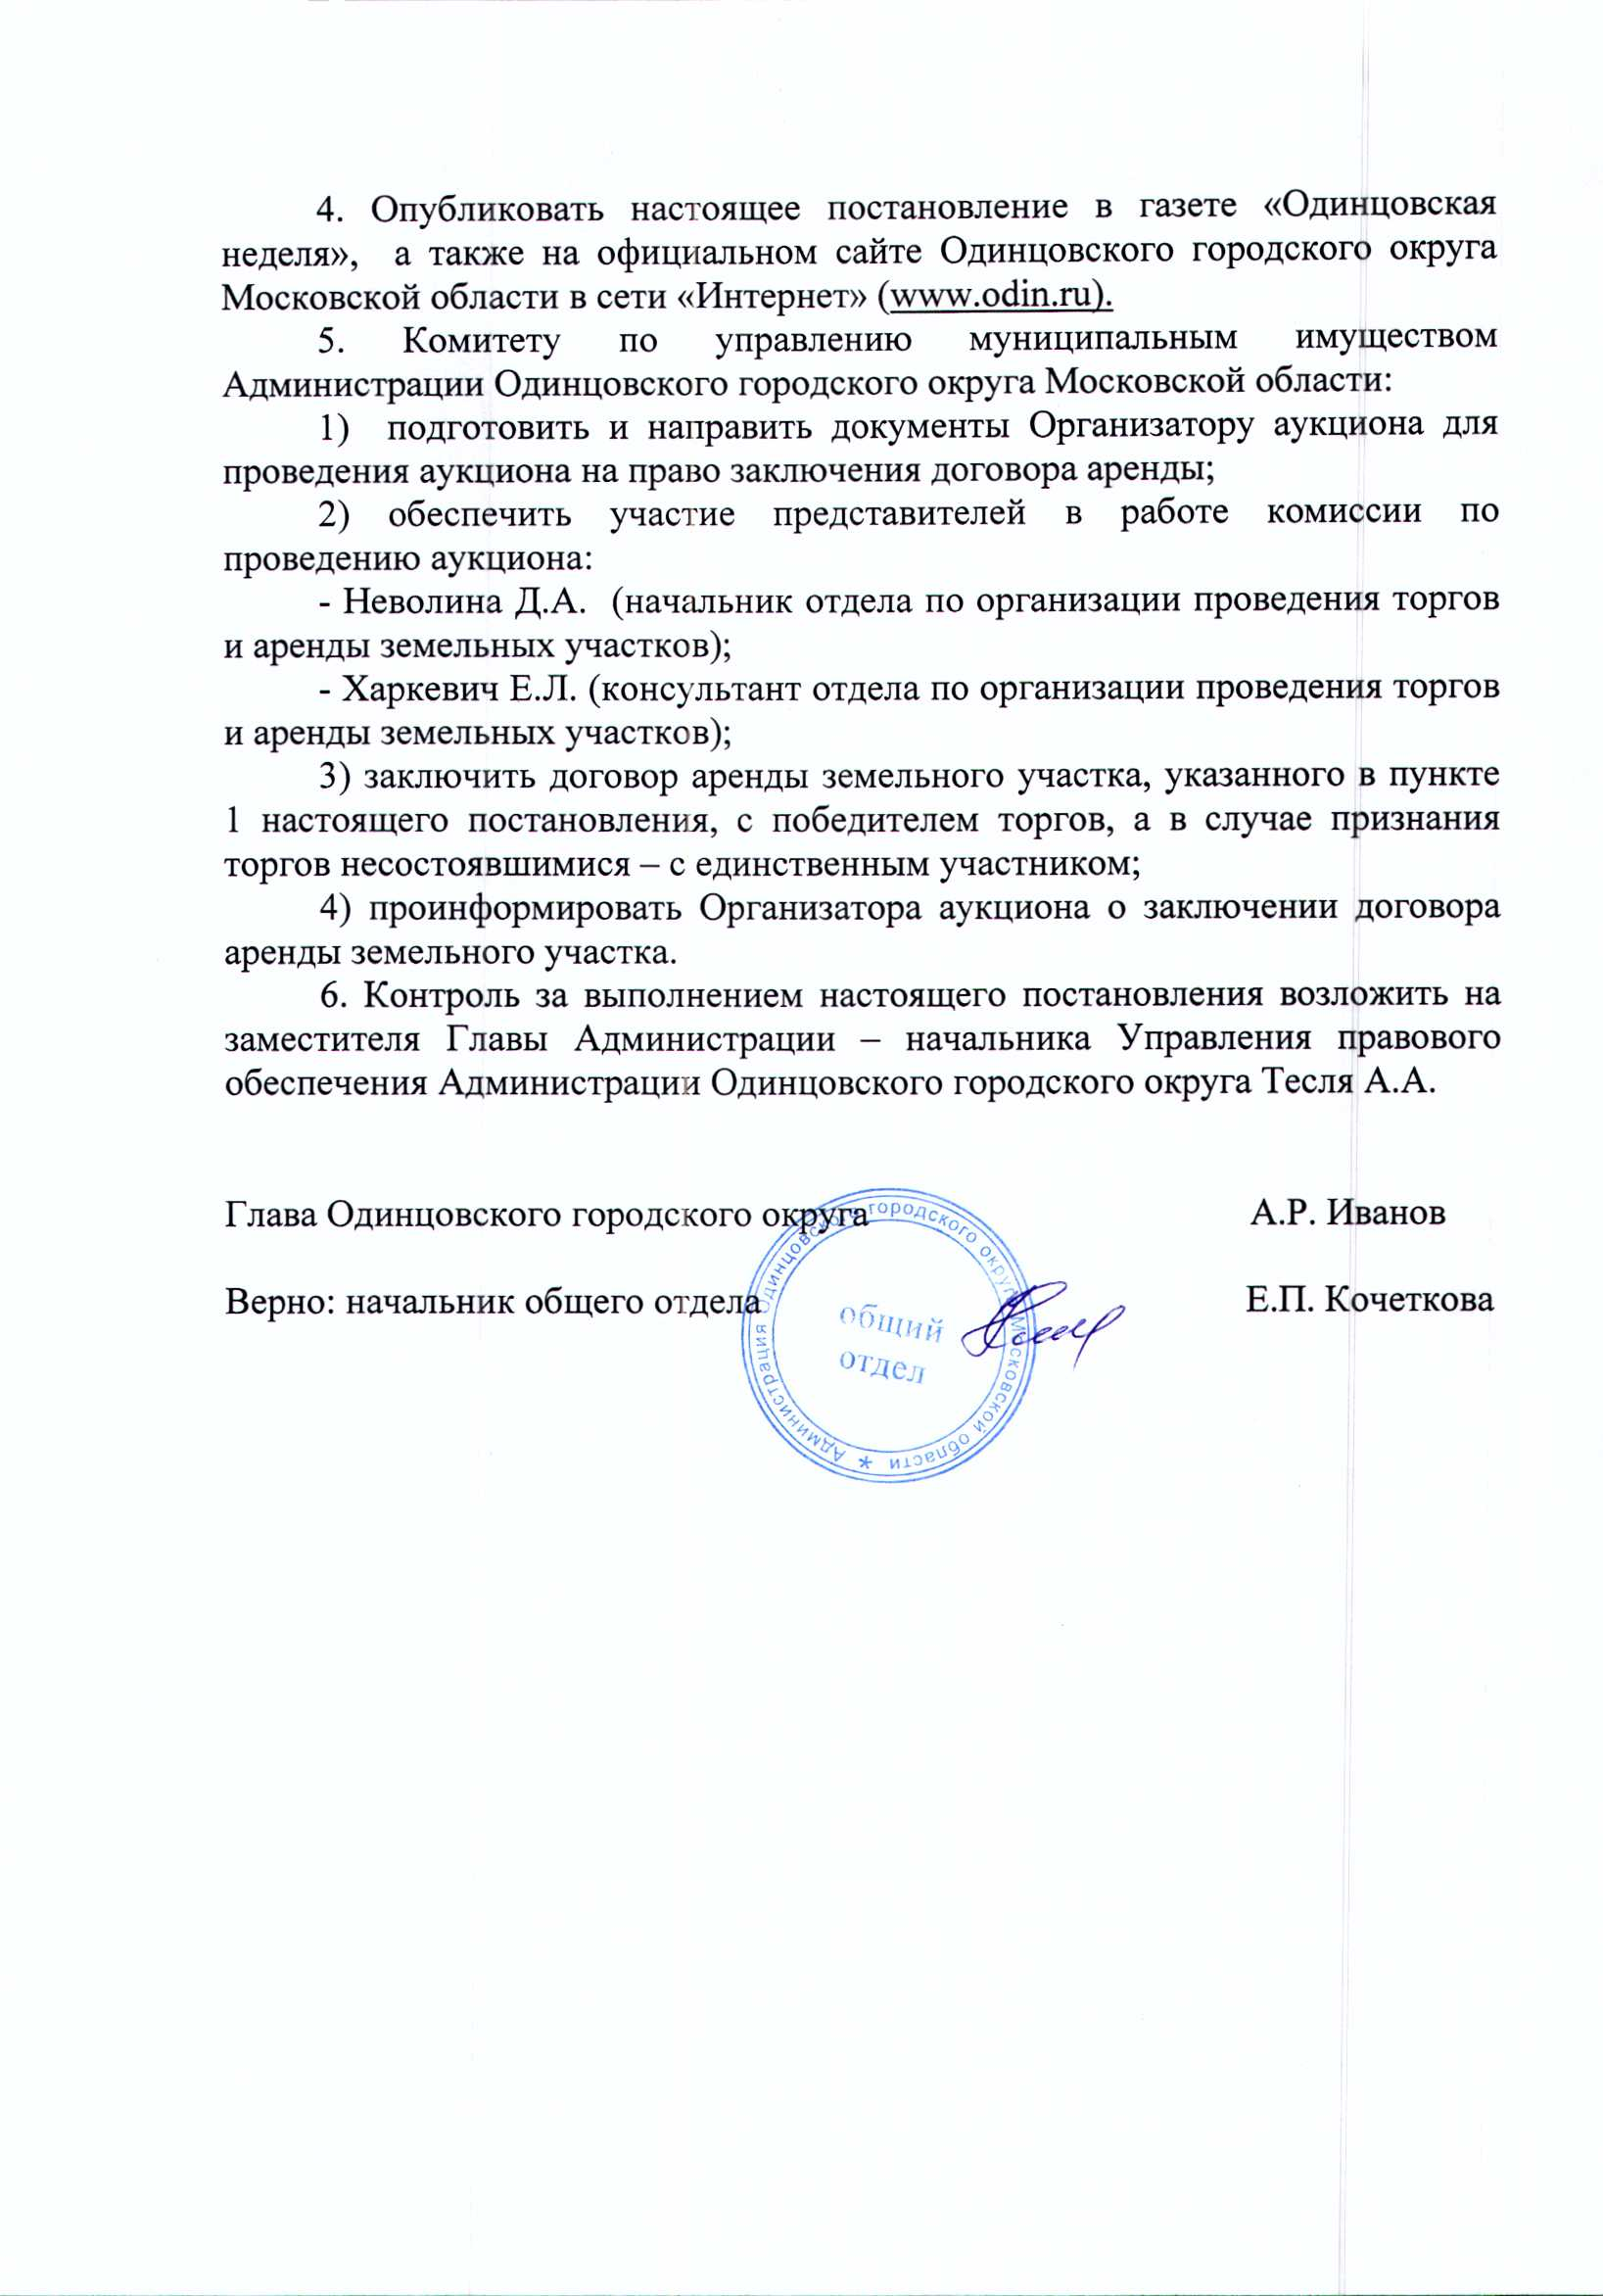 4. Опубликовать настоящее постановление в газете «Одинцовская
неделя», а также на официальном сайте Одинцовского городского округа
Московской области в сети «Интернет» (www.odin.ru).
5. Комитету по управлению муниципальным имуществом
Администрации Одинцовского городского округа Московской области:
1) подготовить и направить документы Организатору аукциона для
проведения аукциона на право заключения договора аренды;
2) обеспечить участие представителей в работе комиссии по
проведению аукциона:
- Неволина Д.А. (начальник отдела по организации проведения торгов
и аренды земельных участков);
- Харкевич Е.Л. (консультант отдела по организации проведения торгов
и аренды земельных участков);
3) заключить договор аренды земельного участка, указанного в пункте
1 настоящего постановления, с победителем торгов, а в случае признания
торгов несостоявшимися – с единственным участником;
4) проинформировать Организатора аукциона о заключении договора
аренды земельного участка.
6. Контроль за выполнением настоящего постановления возложить на
заместителя Главы Администрации – начальника Управления правового
обеспечения Администрации Одинцовского городского округа Тесля А.А.
Глава Одинцовского городского округа А.Р. Иванов
Верно: начальник общего отдела Е.П. Кочеткова
Администрация Одинцовского городского округа Московской области *
общий
отдел